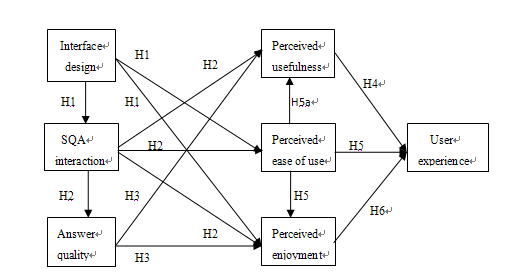 Interface
design
Perceived
usefulness
H1
H2
H4
H1
H1
H5a
SQA
interaction
Perceived
ease of use
User
experience
H2
H5
H2
H3
H5
H2
H6
Answer
quality
H3
Perceived
enjoyment